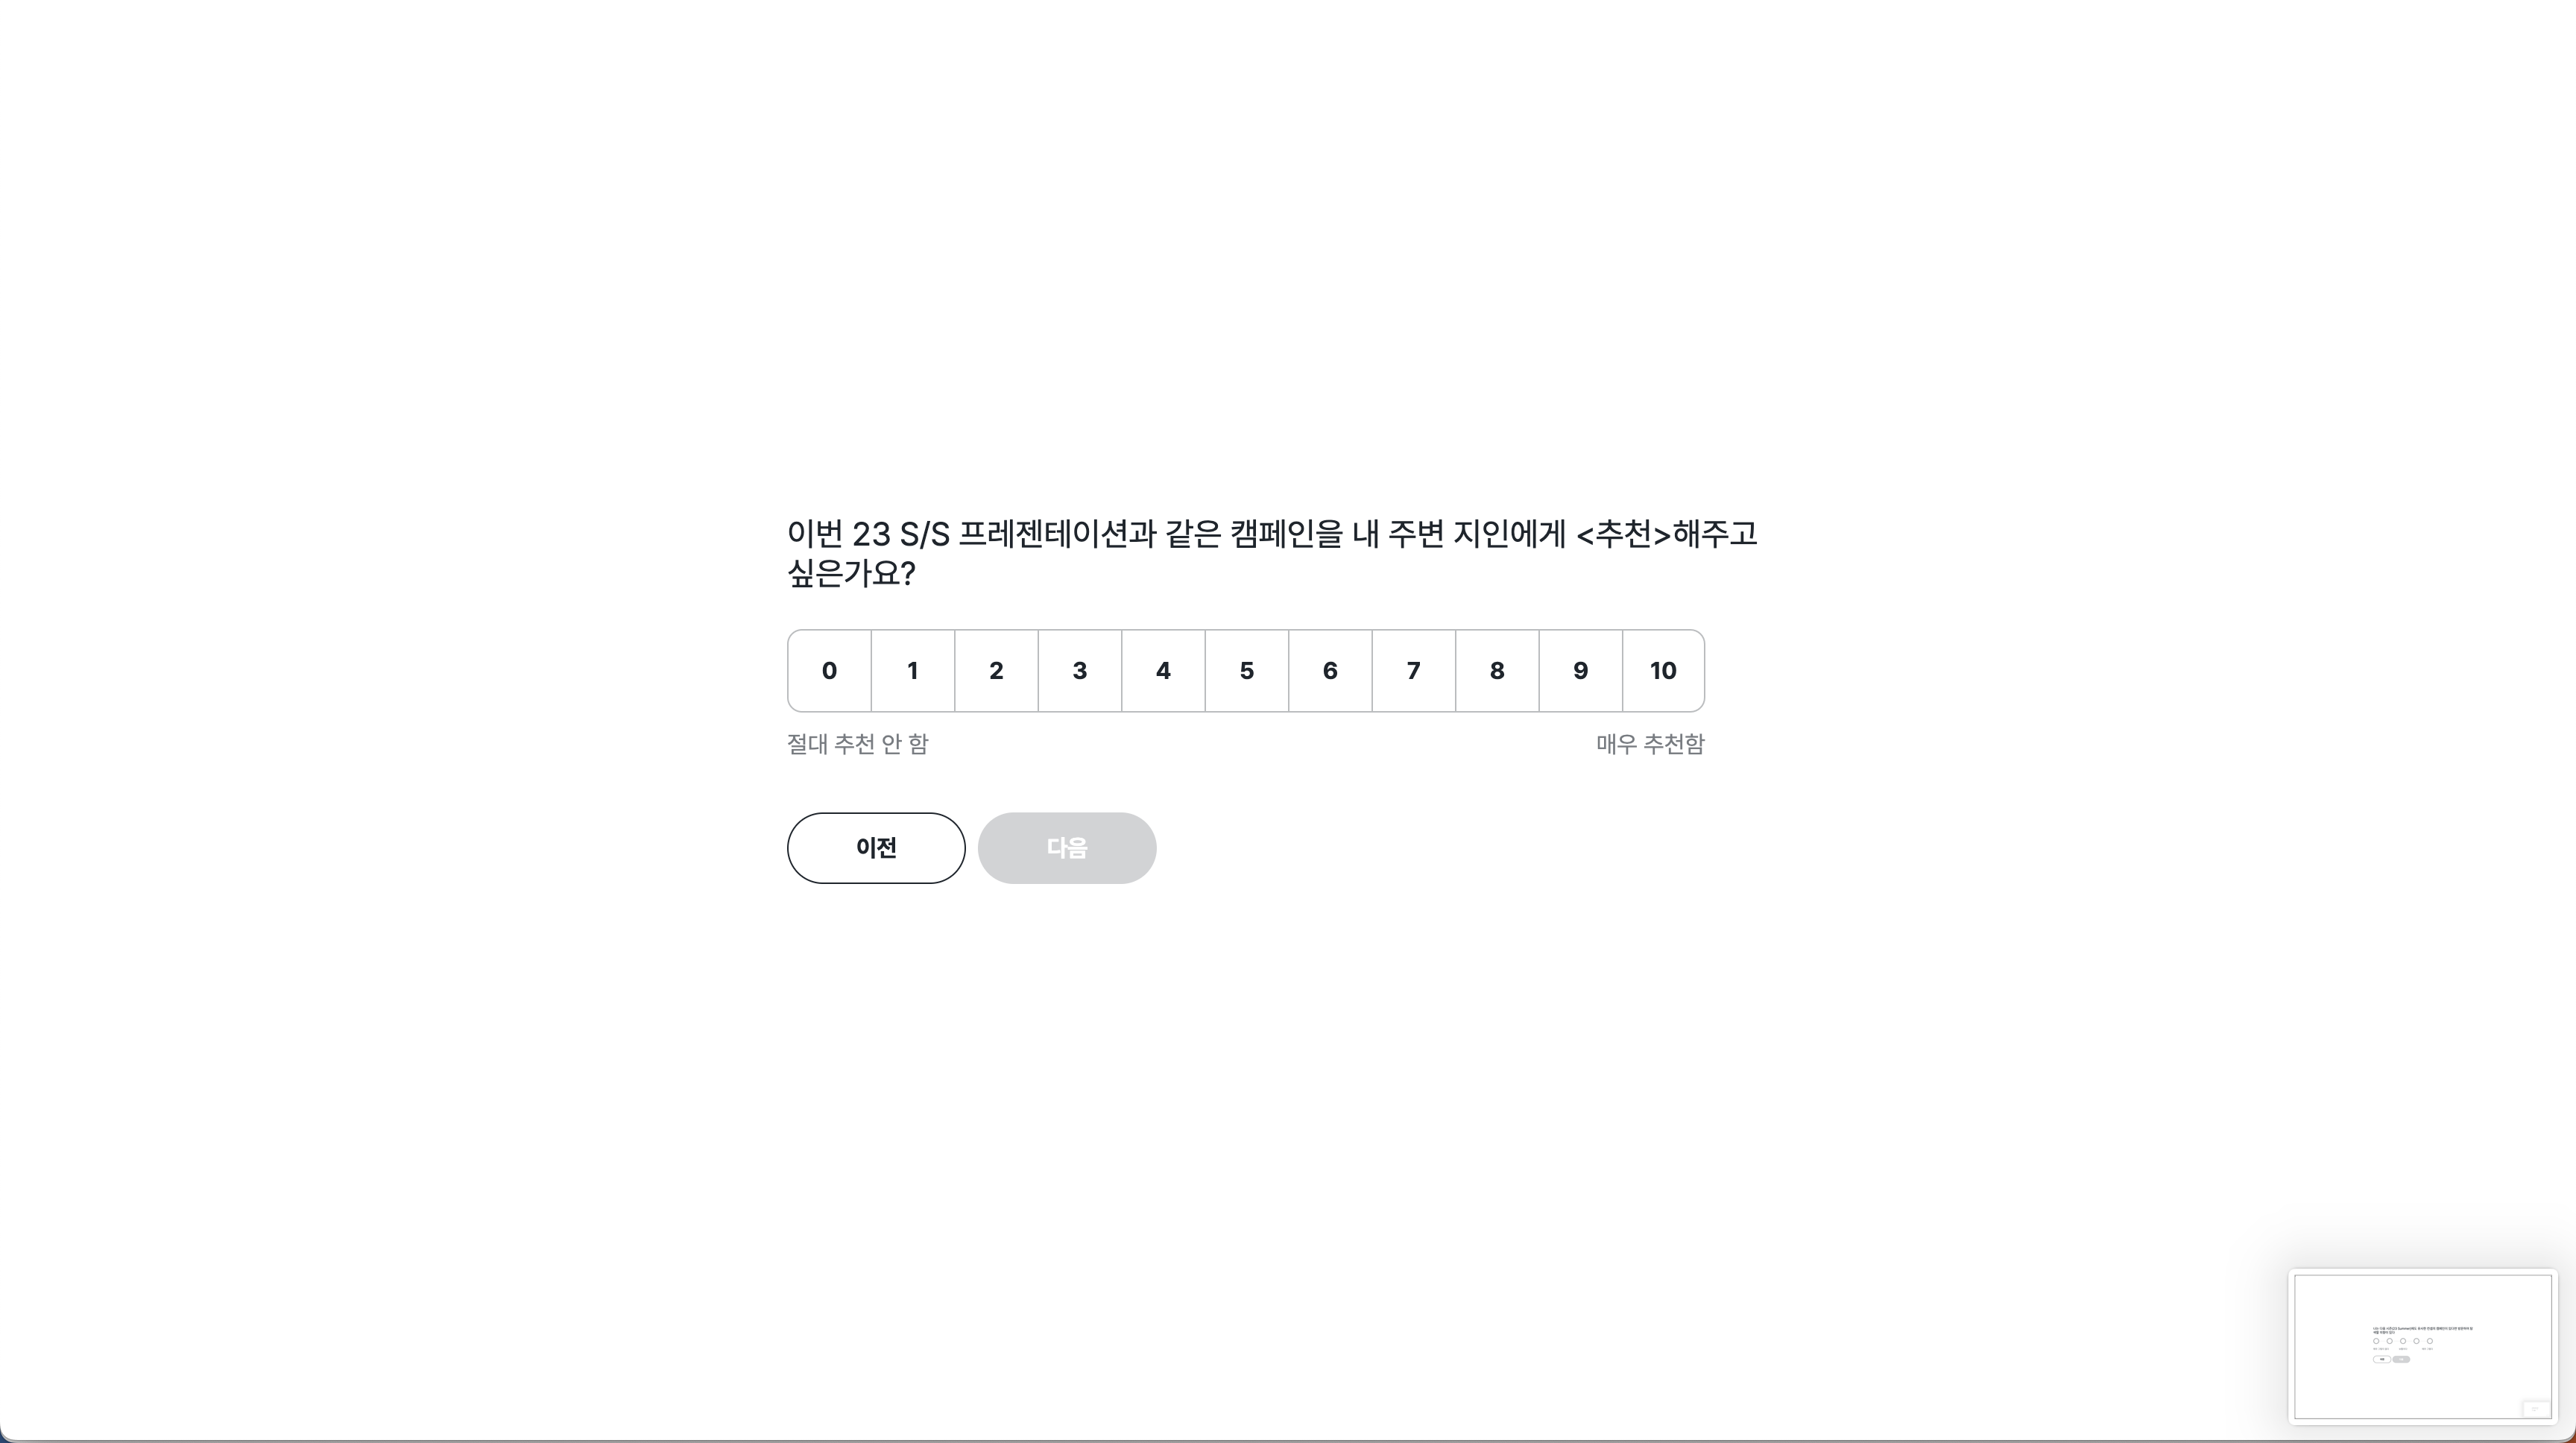 이번 23 S/S 프레젠테이션과 같은 캠페인을 내 주변 지인에게 <추천>해주고
싶은가요?
0 1 2 3 4 5 6 7 8 9 10
절대 추천 안 함 매우 추천함
이전 다음